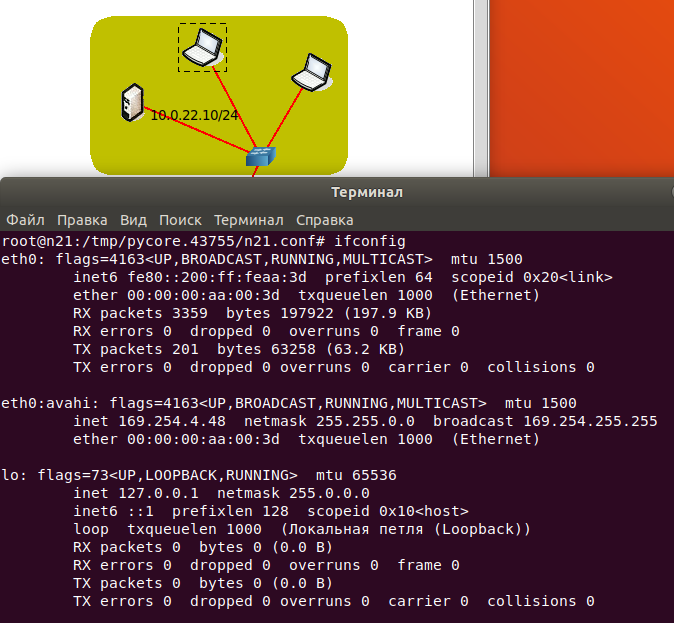 10.0.22.10/24
Терминал
Файл Правка Вид Поиск Терминал Справка
root@n21:/tmp/pycore.43755/n21.conf# ifconfig
eth0: flags=4163<UP,BROADCAST,RUNNING,MULTICAST>  mtu 1500
        inet6 fe80::200:ff:feaa:3d  prefixlen 64  scopeid 0x20<link>
        ether 00:00:00:aa:00:3d  txqueuelen 1000  (Ethernet)
        RX packets 3359  bytes 197922 (197.9 KB)
        RX errors 0  dropped 0  overruns 0  frame 0
        TX packets 201  bytes 63258 (63.2 KB)
        TX errors 0  dropped 0 overruns 0  carrier 0  collisions 0
eth0:avahi: flags=4163<UP,BROADCAST,RUNNING,MULTICAST>  mtu 1500
        inet 169.254.4.48  netmask 255.255.0.0  broadcast 169.254.255.255
        ether 00:00:00:aa:00:3d  txqueuelen 1000  (Ethernet)
lo: flags=73<UP,LOOPBACK,RUNNING>  mtu 65536
        inet 127.0.0.1  netmask 255.0.0.0
        inet6 ::1  prefixlen 128  scopeid 0x10<host>
        loop  txqueuelen 1000  (Локальная петля (Loopback))
        RX packets 0  bytes 0 (0.0 B)
        RX errors 0  dropped 0  overruns 0  frame 0
        TX packets 0  bytes 0 (0.0 B)
        TX errors 0  dropped 0 overruns 0  carrier 0  collisions 0